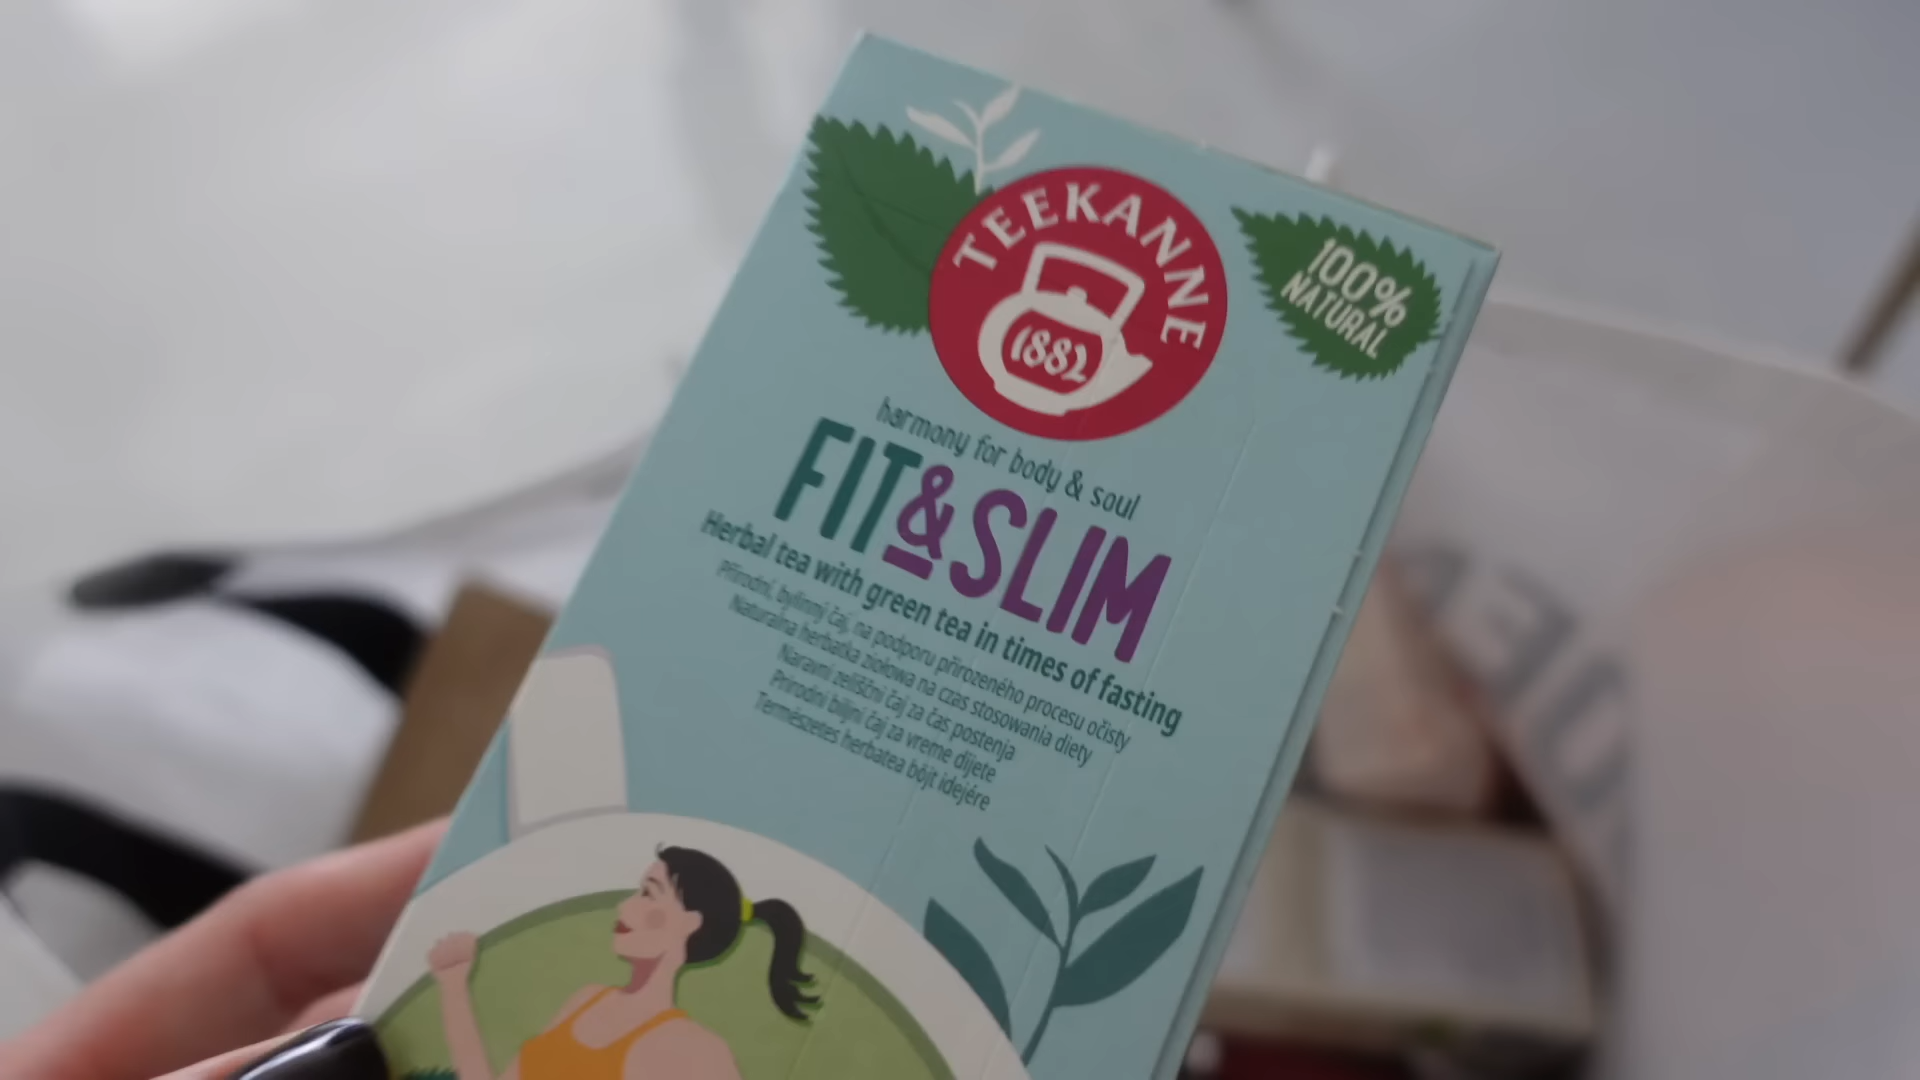 TEEKANNE
1882
100%
NATURAL
harmony for body & soul
FIT&SLIM
Herbal tea with green tea in times of fasting
Přírodní, bylinný čaj, na podporu přirozeného procesu očisty
Naturalna herbatka ziołowa na czas stosowania diety
Naravni zeliščni čaj za čas postenja
Prirodni biljni čaj za vreme dijete
Természetes herbatea böjt idejére